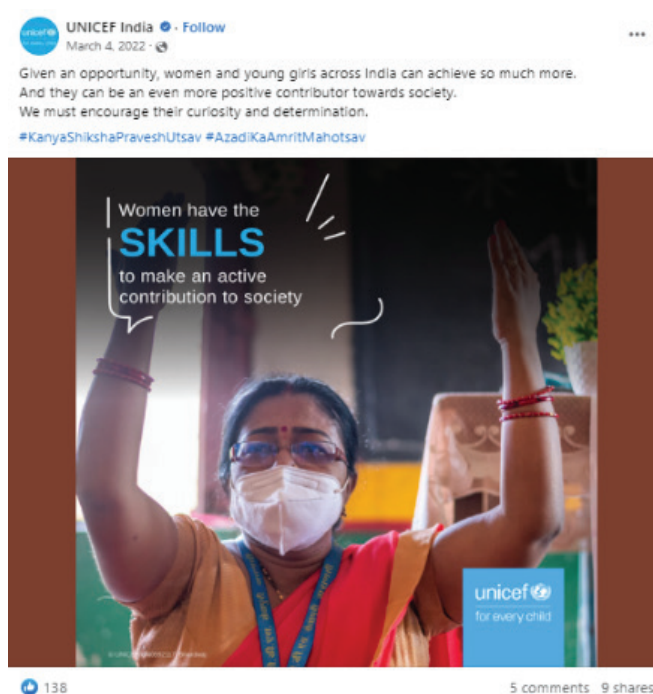 UNICEF India · Follow
March 4, 2022 ·
Given an opportunity, women and young girls across India can achieve so much more.
And they can be an even more positive contributor towards society.
We must encourage their curiosity and determination.
#KanyaShikshaPraveshUtsav #AzadiKaAmritMahotsav
Women have the
SKILLS
to make an active
contribution to society
unicef
for every child
138
5 comments 9 shares